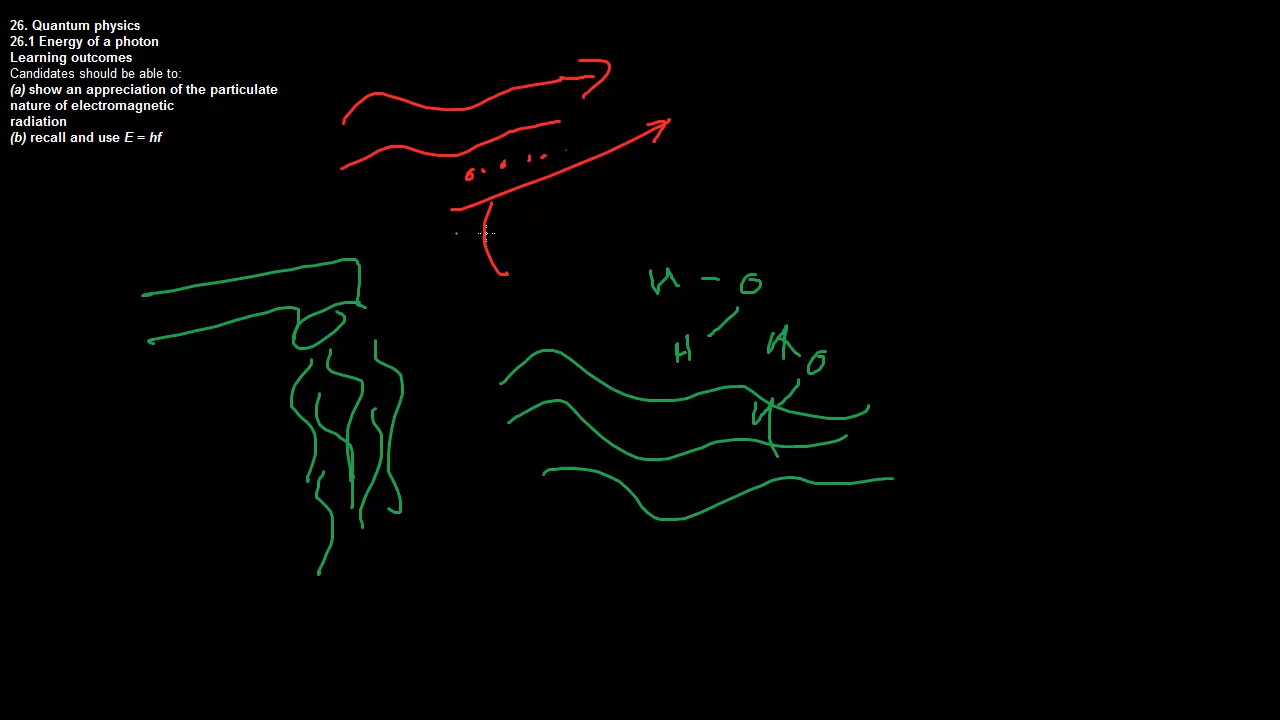 26. Quantum physics
26.1 Energy of a photon
Learning outcomes
Candidates should be able to:
(a) show an appreciation of the particulate
nature of electromagnetic
radiation
(b) recall and use E = hf
H - O
H
H
O
H